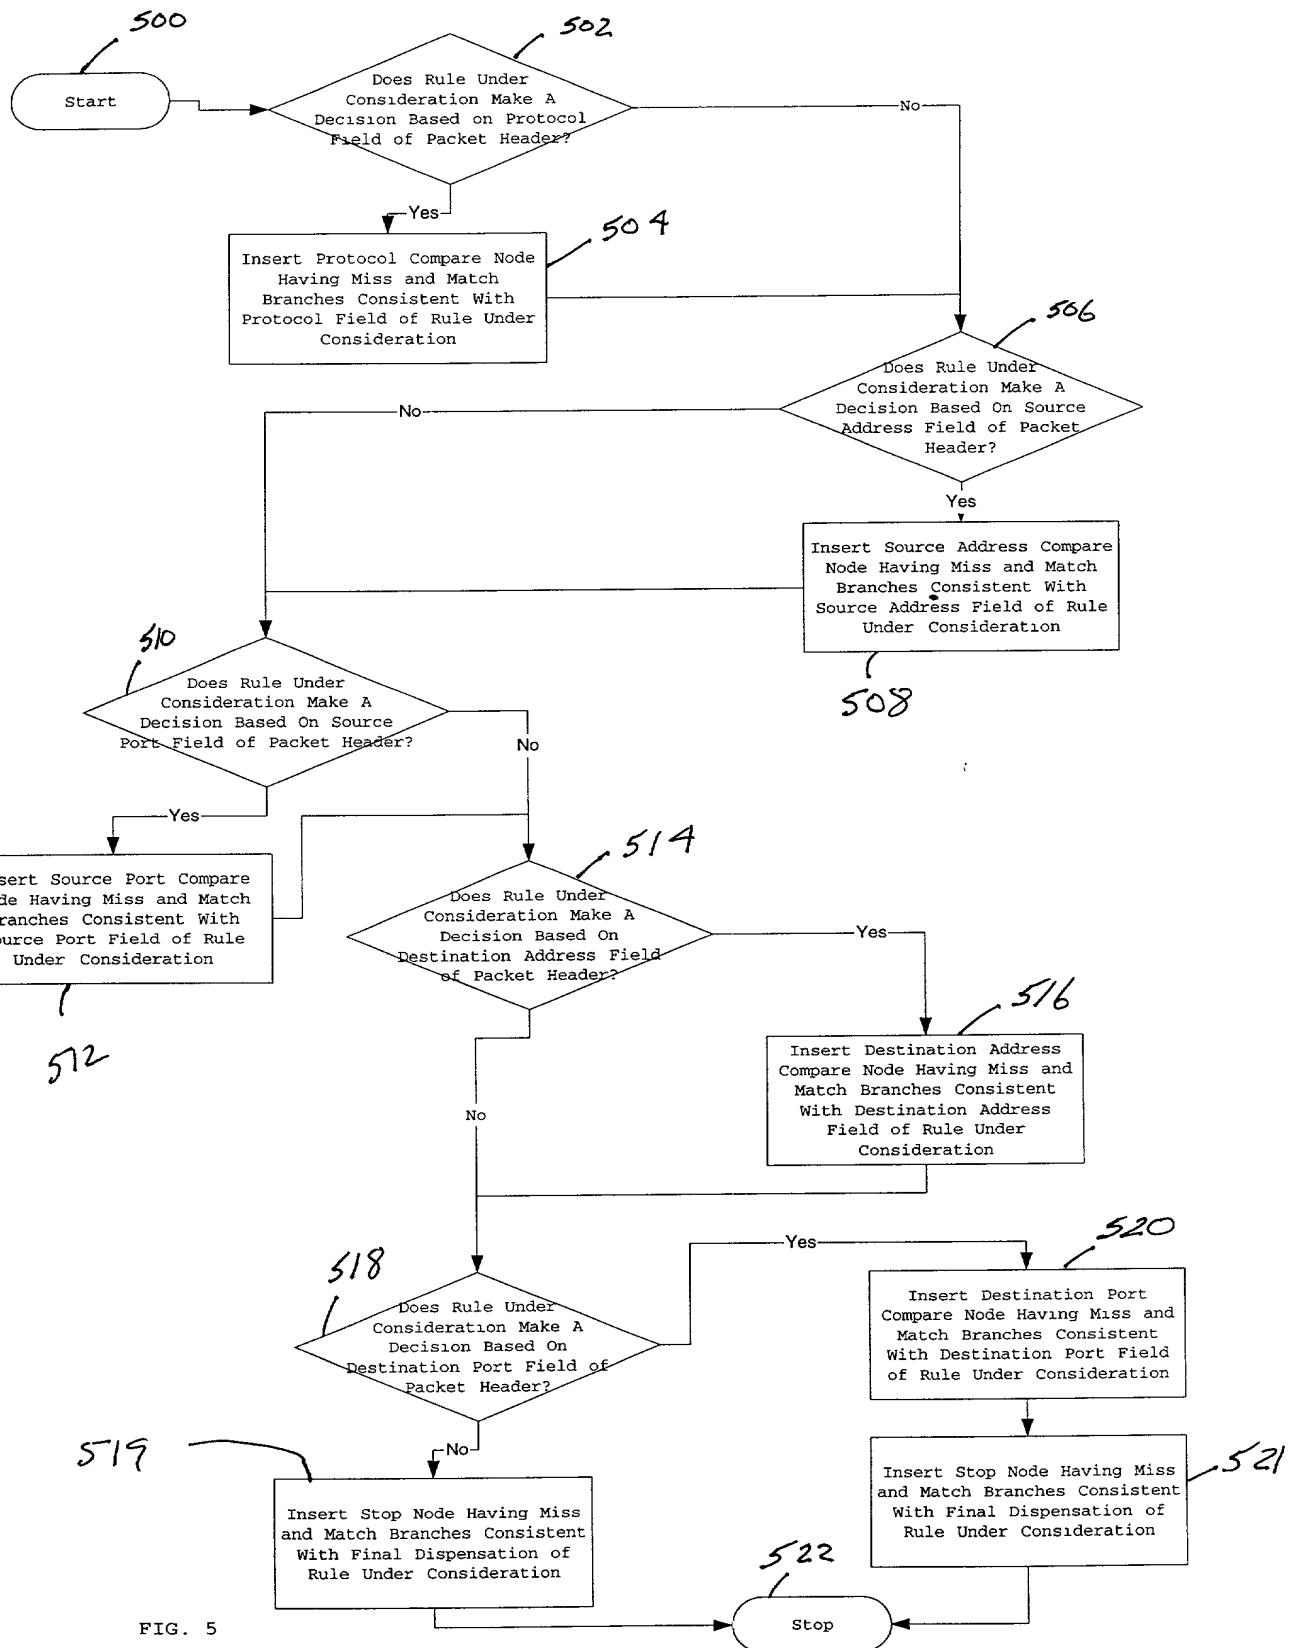 500
502
Start
Does Rule Under
Consideration Make A
Decision Based on Protocol
Field of Packet Header?
No
Yes
504
Insert Protocol Compare Node
Having Miss and Match
Branches Consistent With
Protocol Field of Rule Under
Consideration
506
Does Rule Under
Consideration Make A
Decision Based On Source
Address Field of Packet
Header?
No
Yes
Insert Source Address Compare
Node Having Miss and Match
Branches Consistent With
Source Address Field of Rule
Under Consideration
508
510
Does Rule Under
Consideration Make A
Decision Based On Source
Port Field of Packet Header?
No
Yes
sert Source Port Compare
de Having Miss and Match
ranches Consistent With
ource Port Field of Rule
Under Consideration
512
514
Does Rule Under
Consideration Make A
Decision Based On
Destination Address Field
of Packet Header?
Yes
516
Insert Destination Address
Compare Node Having Miss and
Match Branches Consistent
With Destination Address
Field of Rule Under
Consideration
No
518
Does Rule Under
Consideration Make A
Decision Based On
Destination Port Field of
Packet Header?
Yes
520
Insert Destination Port
Compare Node Having Miss and
Match Branches Consistent
With Destination Port Field
of Rule Under Consideration
No
519
Insert Stop Node Having Miss
and Match Branches Consistent
With Final Dispensation of
Rule Under Consideration
521
Insert Stop Node Having Miss
and Match Branches Consistent
With Final Dispensation of
Rule Under Consideration
522
Stop
FIG. 5